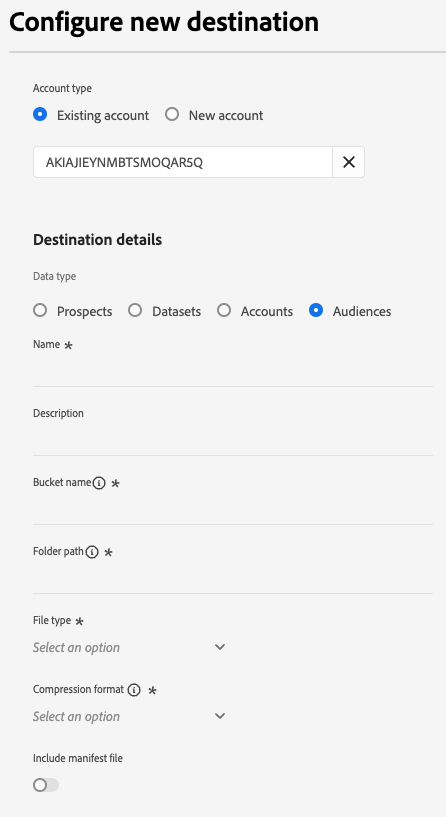 Configure new destination
Account type
Existing account New account
AKIAJIEYNMBTSMOQAR5Q
Destination details
Data type
Prospects Datasets Accounts Audiences
Name *
Description
Bucket name *
Folder path *
File type *
Select an option
Compression format *
Select an option
Include manifest file